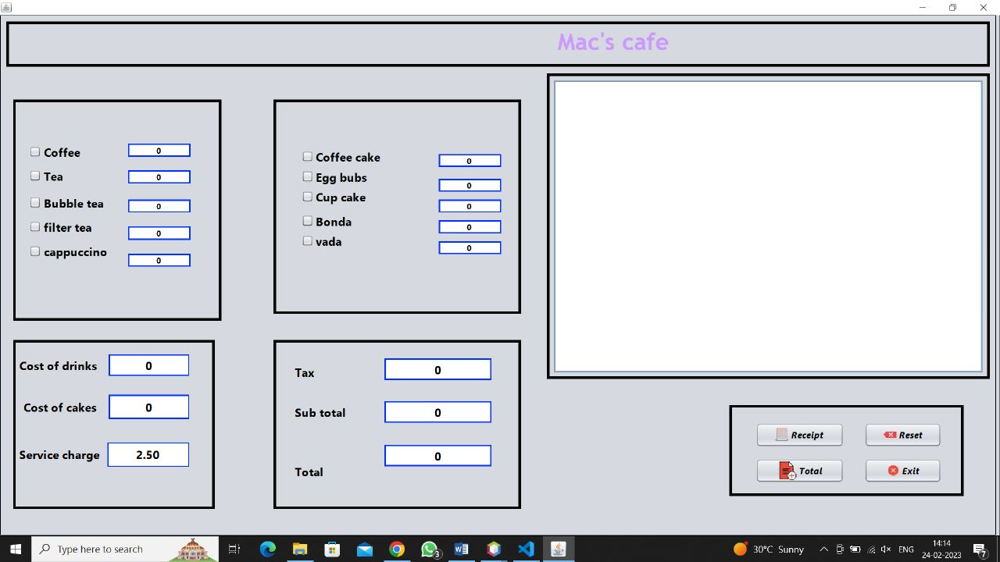 Mac's cafe
Coffee 0
Tea 0
Bubble tea 0
filter tea 0
cappuccino 0
Coffee cake 0
Egg bubs 0
Cup cake 0
Bonda 0
vada 0
Cost of drinks 0
Cost of cakes 0
Service charge 2.50
Tax 0
Sub total 0
Total 0
Receipt Reset
Total Exit
Type here to search
3
30°C Sunny
ENG
14:14
24-02-2023
7